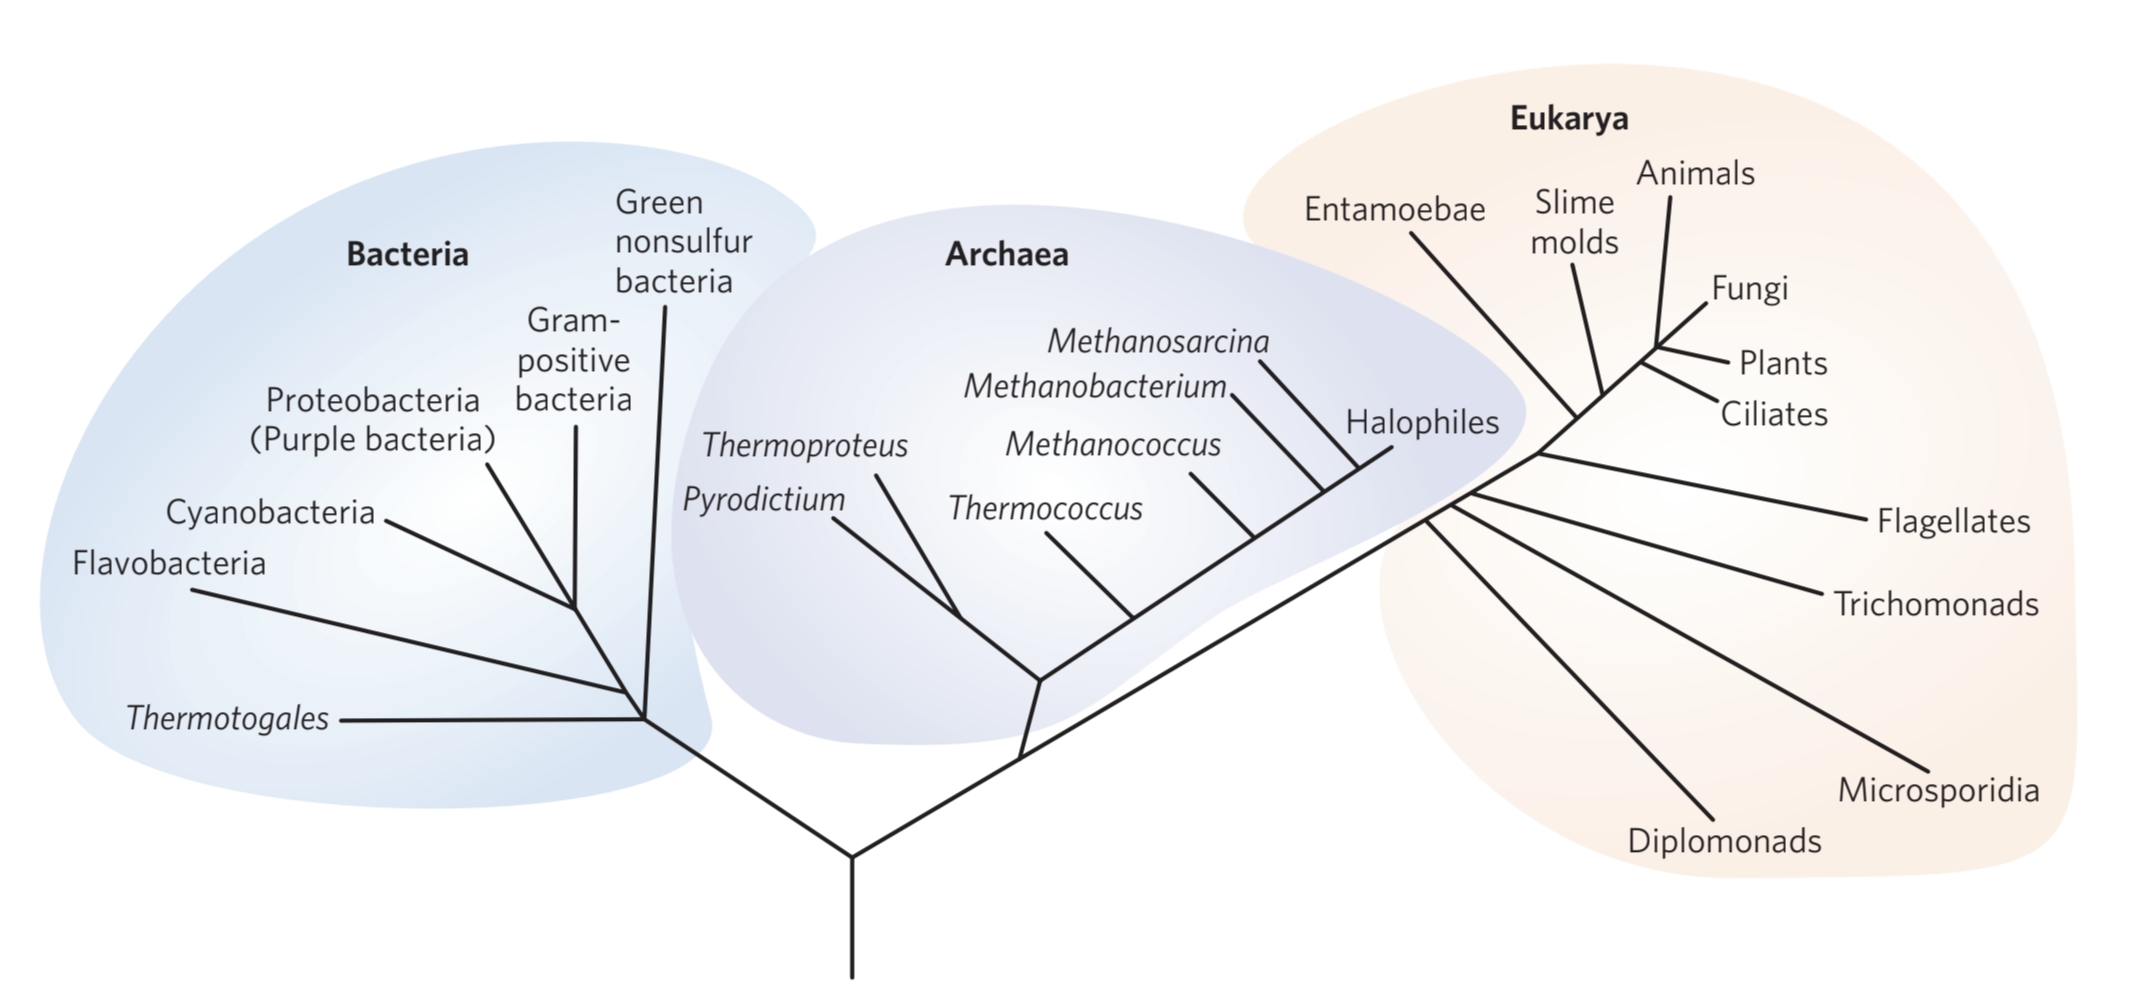 Bacteria
Green
nonsulfur
bacteria
Gram-
positive
bacteria
Proteobacteria
(Purple bacteria)
Cyanobacteria
Flavobacteria
Thermotogales
Archaea
Methanosarcina
Methanobacterium
Halophiles
Methanococcus
Thermoproteus
Pyrodictium
Thermococcus
Eukarya
Animals
Slime
molds
Entamoebae
Fungi
Plants
Ciliates
Flagellates
Trichomonads
Microsporidia
Diplomonads